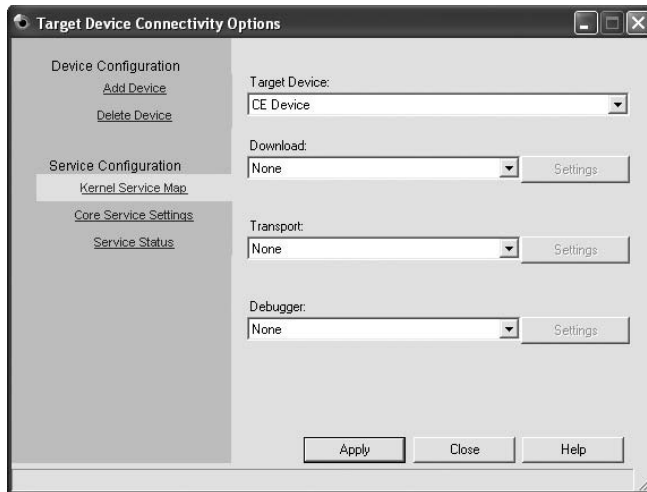 Target Device Connectivity Options
Device Configuration
Add Device
Delete Device
Service Configuration
Kernel Service Map
Core Service Settings
Service Status
Target Device:
CE Device
Download:
None
Settings
Transport:
None
Settings
Debugger:
None
Settings
Apply Close Help